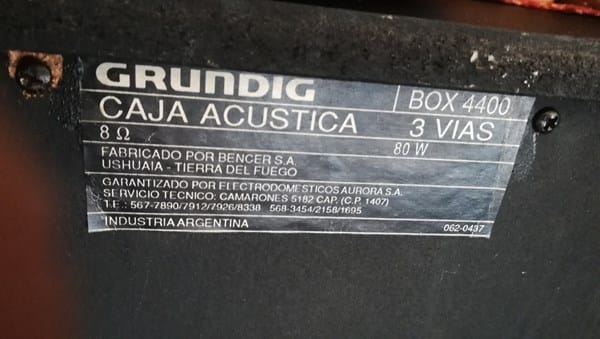 GRUNDIG BOX 4400
CAJA ACUSTICA 3 VIAS
8 Ω 80 W
FABRICADO POR BENCER S.A.
USHUAIA - TIERRA DEL FUEGO
GARANTIZADO POR ELECTRODOMESTICOS AURORA S.A.
SERVICIO TECNICO: CAMARONES 5182 CAP. (C.P. 1407)
T.E.: 567-7890/7912/7926/8338 568-3454/2158/1695
INDUSTRIA ARGENTINA 062-0437